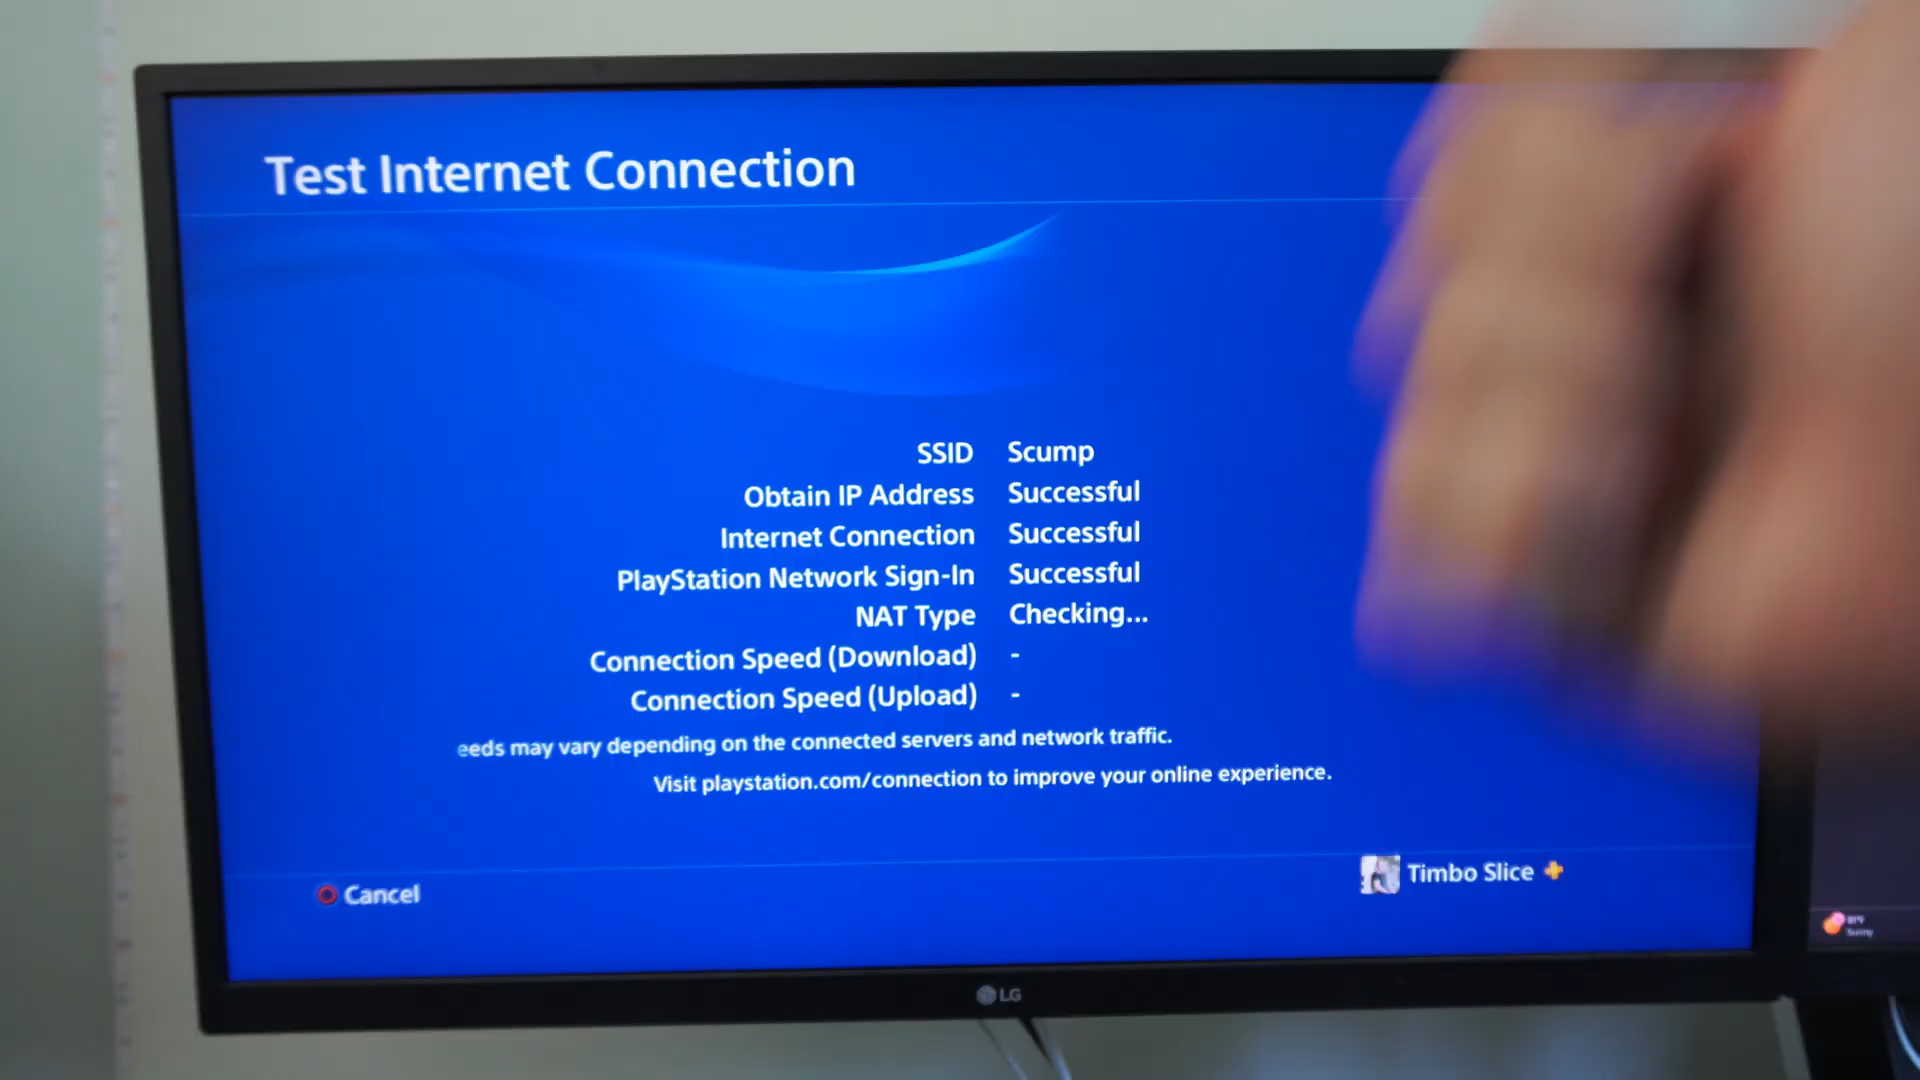 Test Internet Connection
SSID Scump
Obtain IP Address Successful
Internet Connection Successful
PlayStation Network Sign-In Successful
NAT Type Checking...
Connection Speed (Download) -
Connection Speed (Upload) -
eeds may vary depending on the connected servers and network traffic.
Visit playstation.com/connection to improve your online experience.
Timbo Slice
Cancel
LG
81°F
Sunny